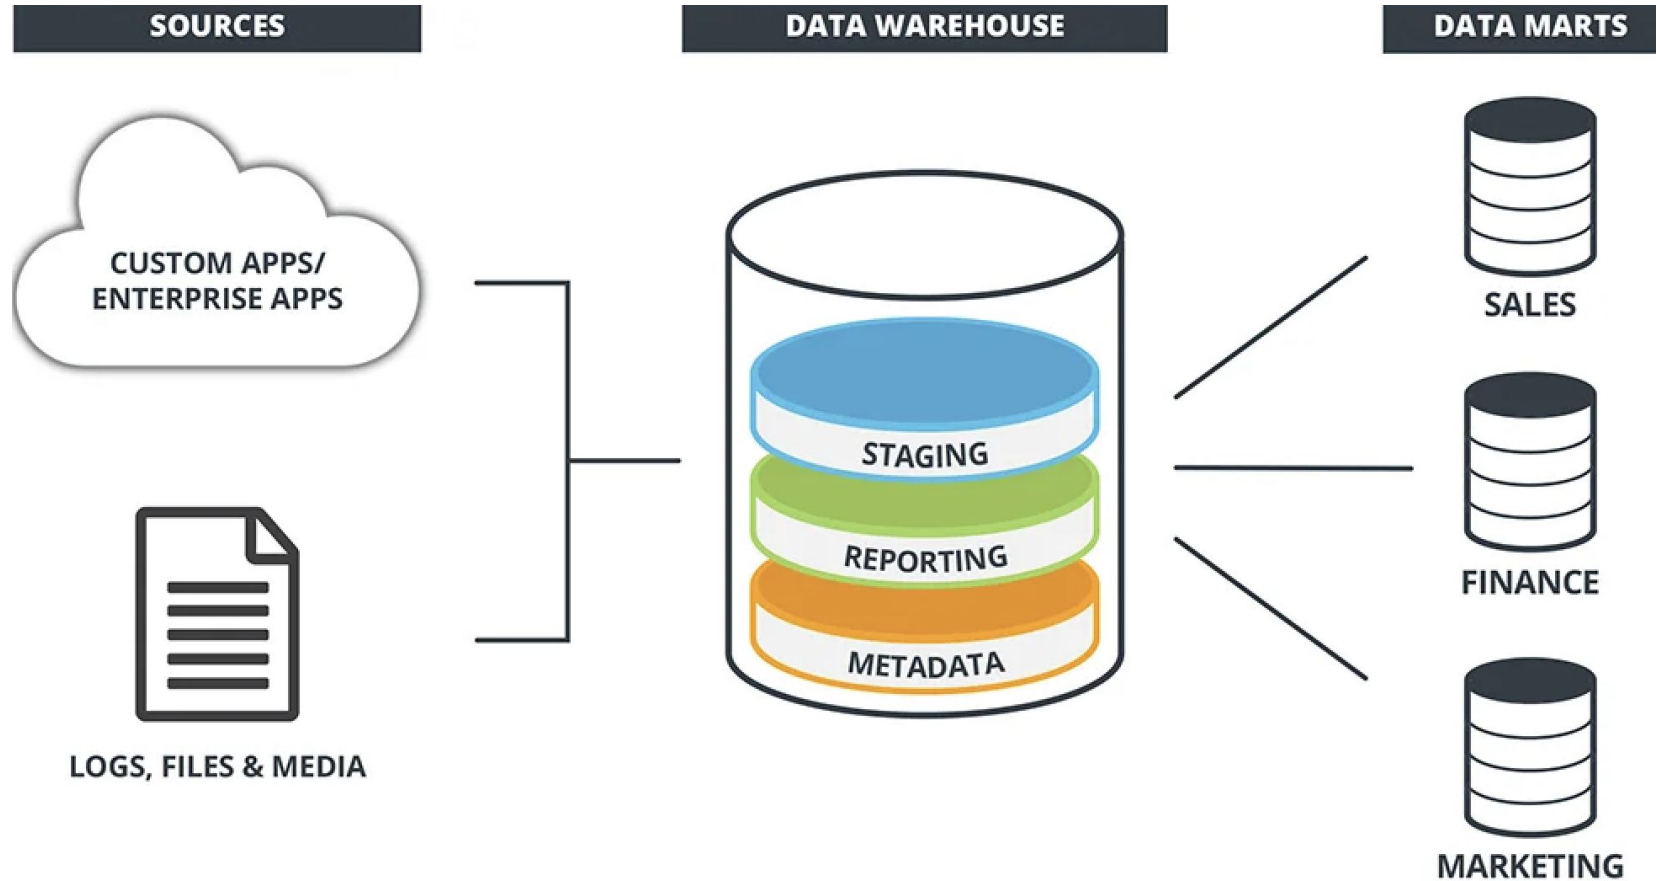 SOURCES
DATA WAREHOUSE
DATA MARTS
CUSTOM APPS/
ENTERPRISE APPS
LOGS, FILES & MEDIA
STAGING
REPORTING
METADATA
SALES
FINANCE
MARKETING